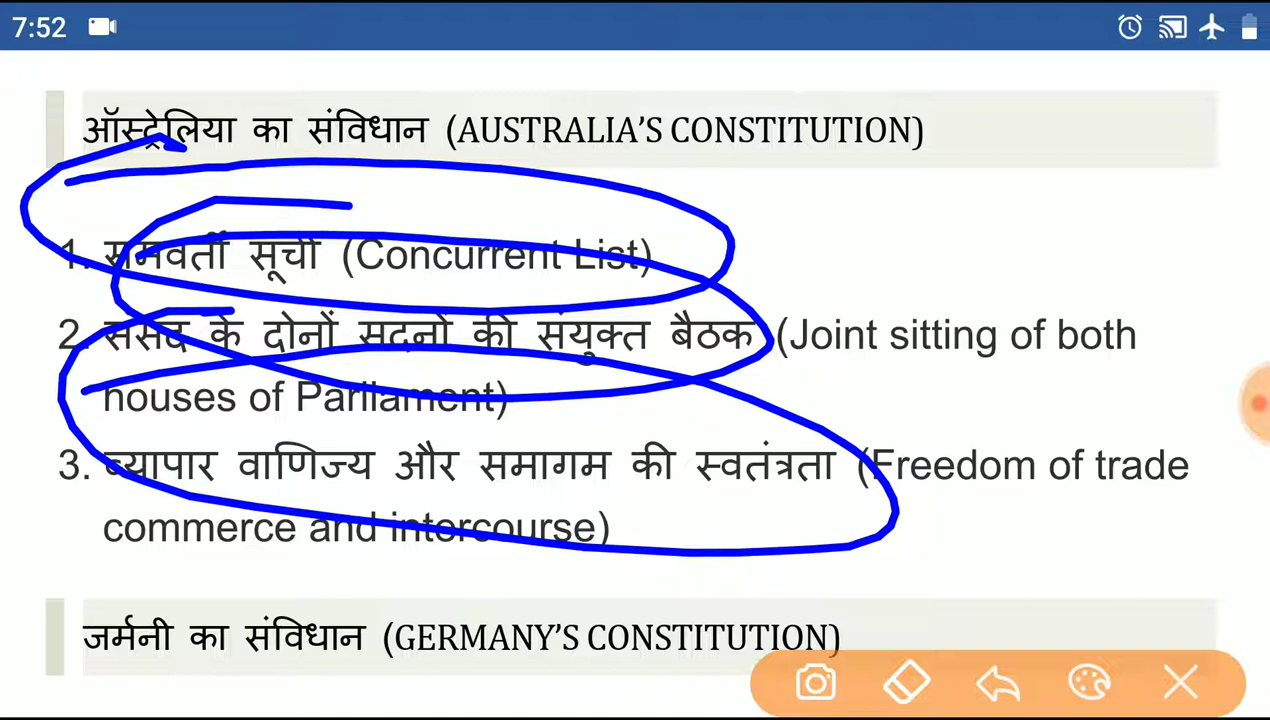 7:52
ऑस्ट्रेलिया का संविधान (AUSTRALIA'S CONSTITUTION)
1. समवर्ती सूची (Concurrent List)
2. संसद के दोनों सदनों की संयुक्त बैठक (Joint sitting of both
houses of Parliament)
3. व्यापार वाणिज्य और समागम की स्वतंत्रता (Freedom of trade
commerce and intercourse)
जर्मनी का संविधान (GERMANY'S CONSTITUTION)